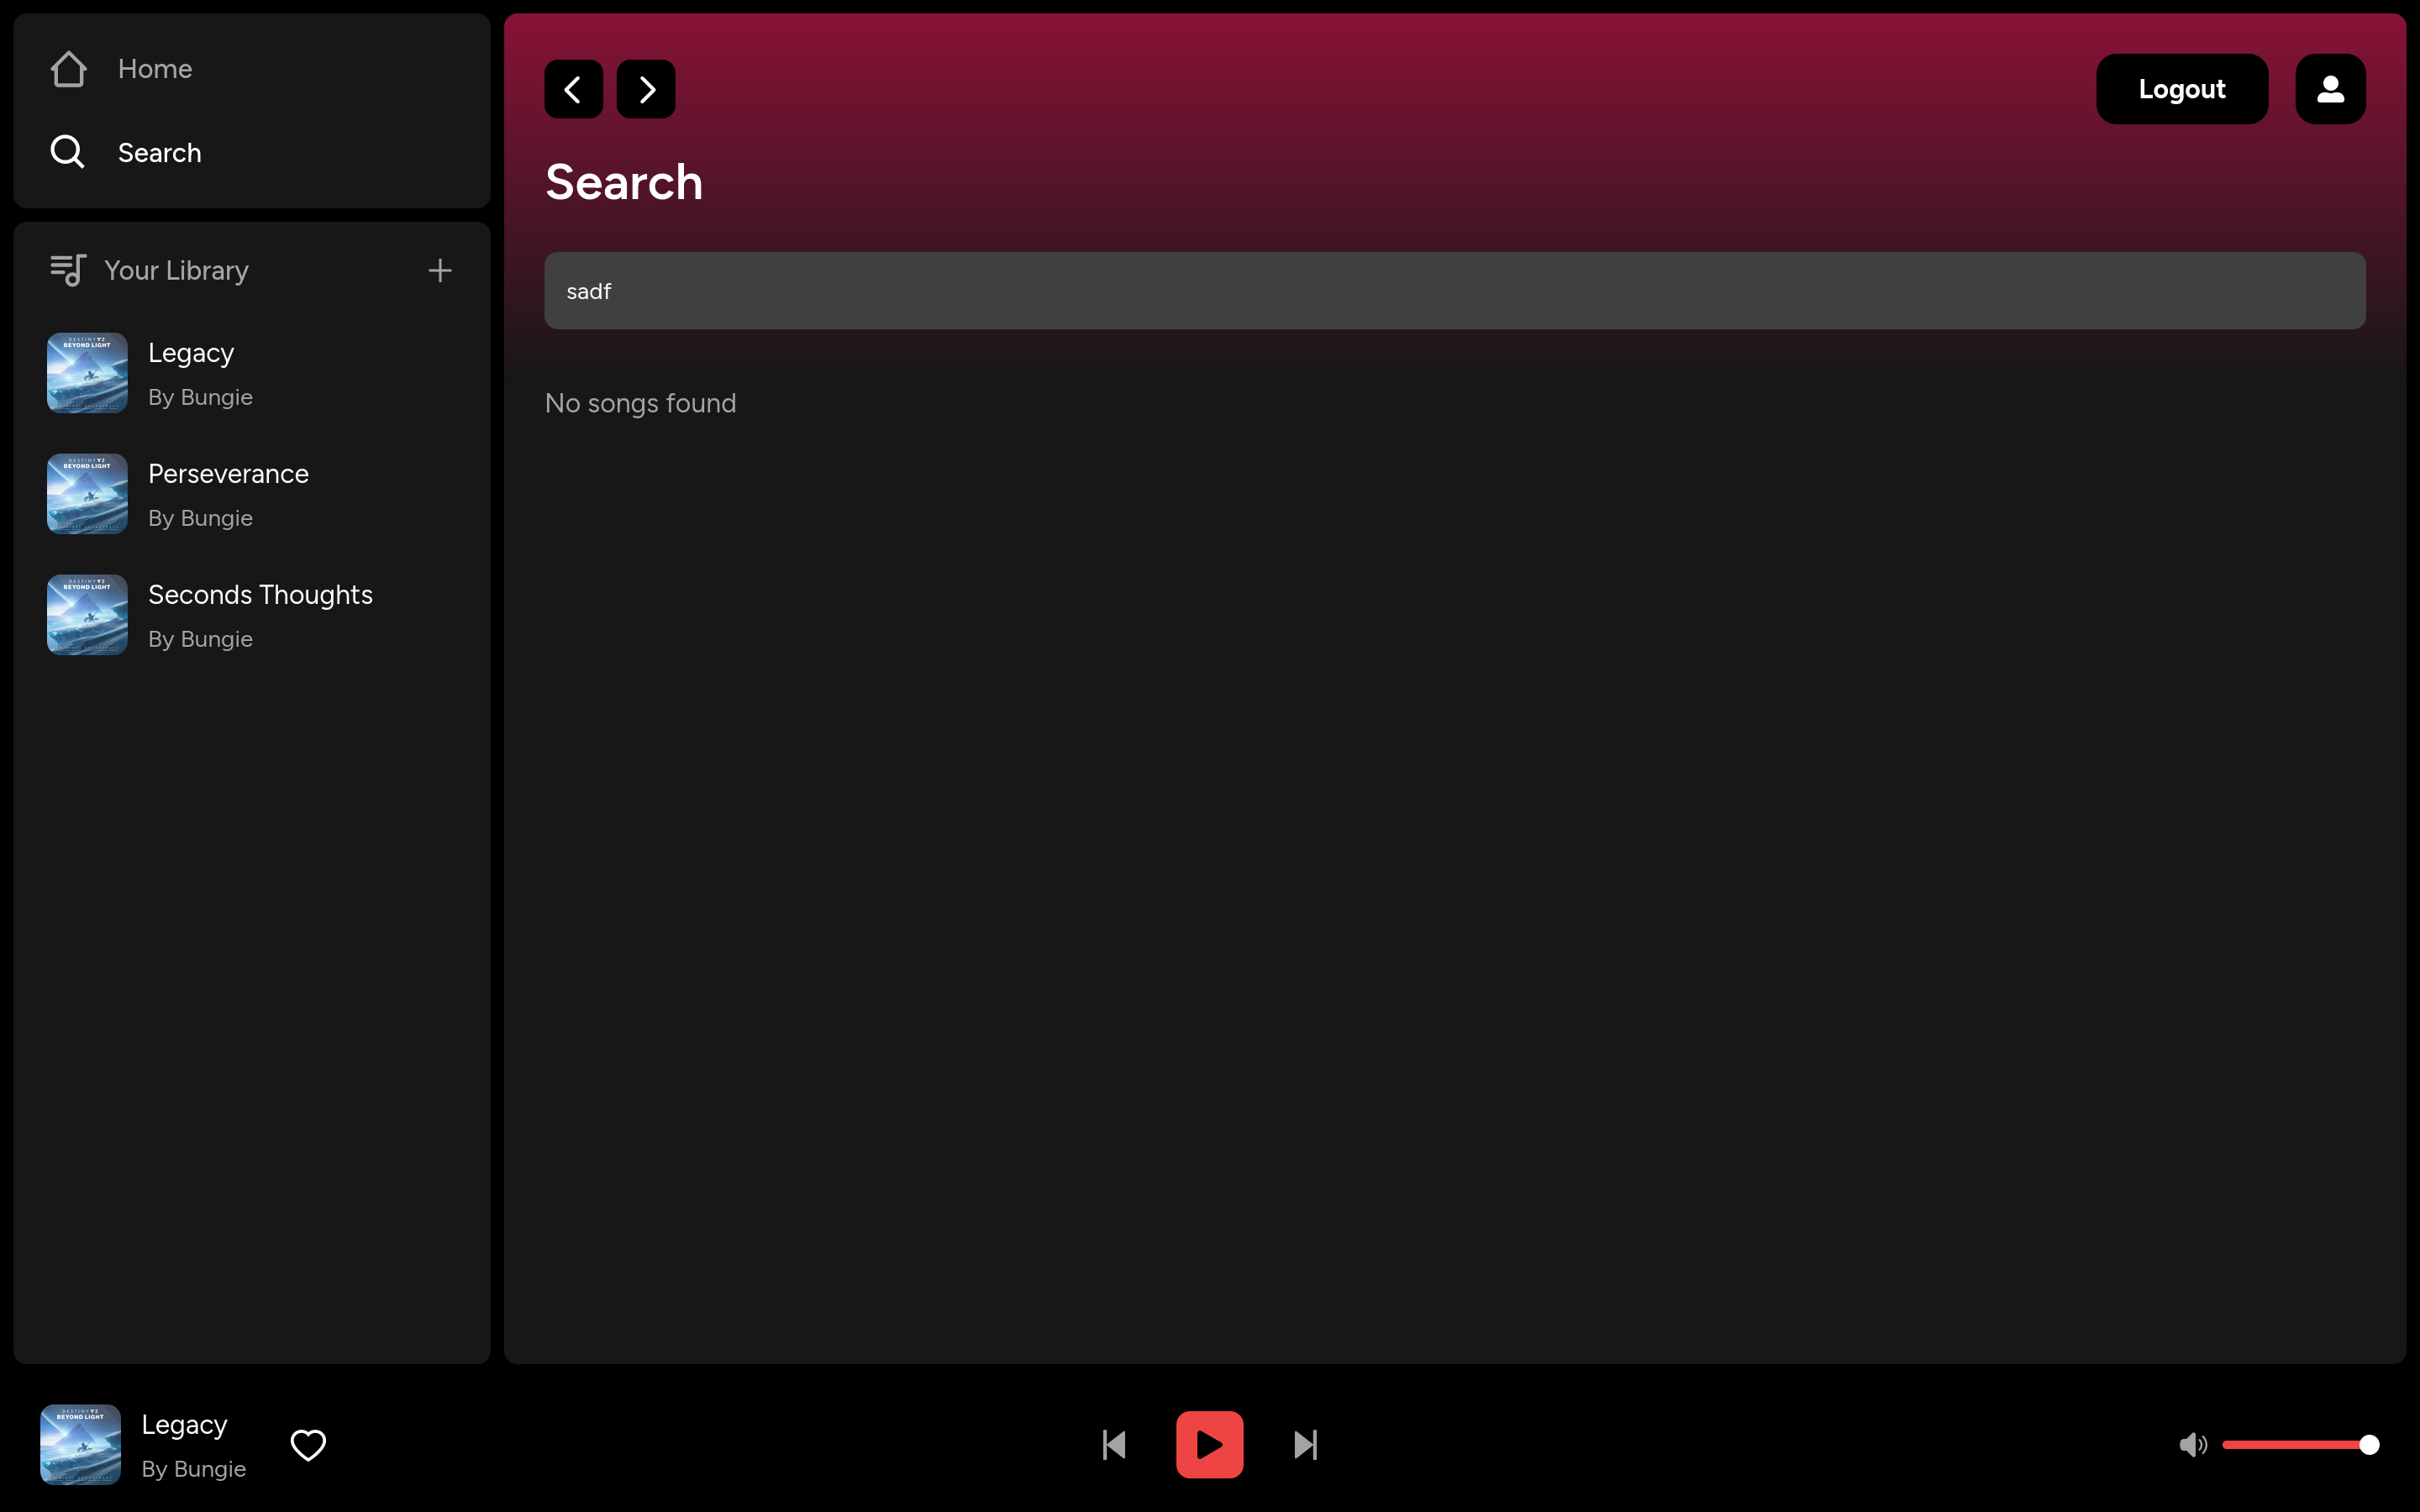 Home
Search
Your Library
DESTINY 2
BEYOND LIGHT
Legacy
By Bungie
DESTINY 2
BEYOND LIGHT
Perseverance
By Bungie
DESTINY 2
BEYOND LIGHT
Seconds Thoughts
By Bungie
Logout
Search
sadf
No songs found
DESTINY 2
BEYOND LIGHT
Legacy
By Bungie